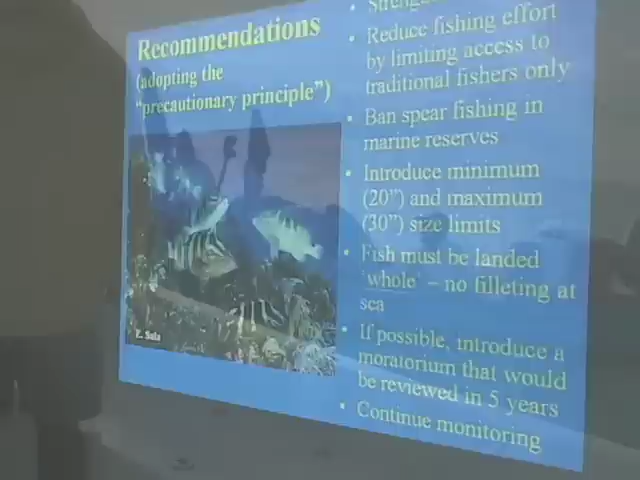 Recommendations
(adopting the
"precautionary principle")
E. Sala
• Reduce fishing effort
by limiting access to
traditional fishers only
• Ban spear fishing in
marine reserves
• Introduce minimum
(20") and maximum
(30") size limits
• Fish must be landed
'whole' – no filleting at
sea
• If possible, introduce a
moratorium that would
be reviewed in 5 years
• Continue monitoring